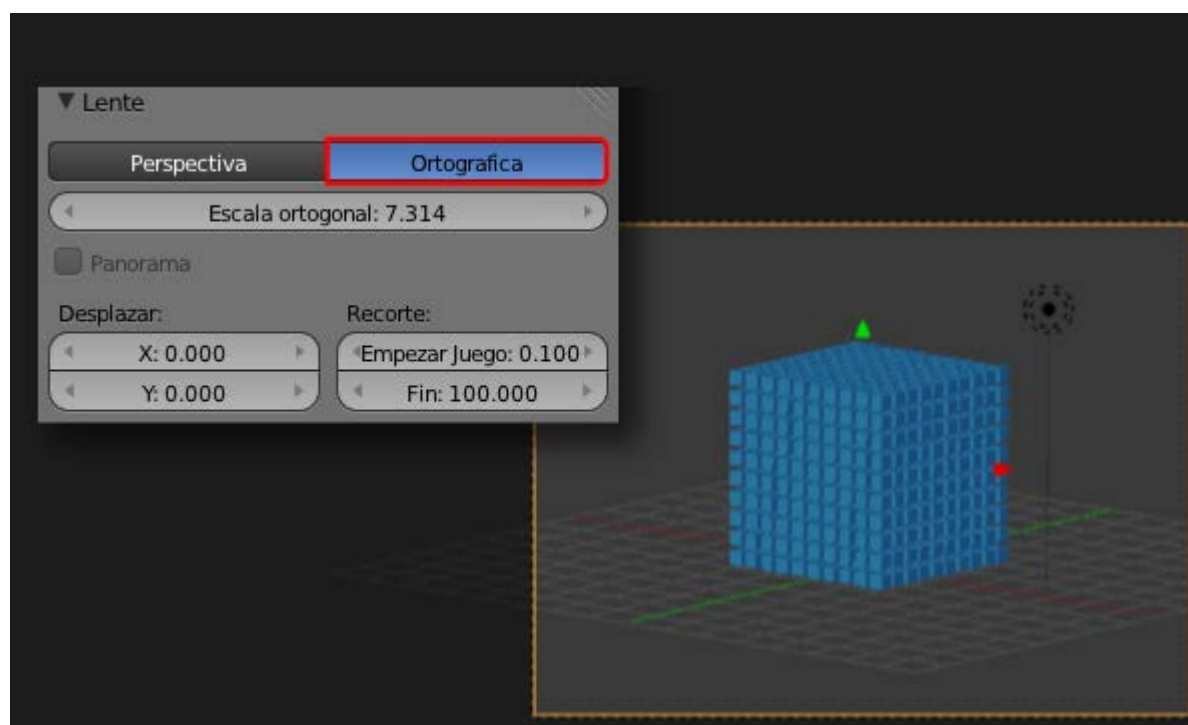 Lente
Perspectiva
Ortografica
Escala ortogonal: 7.314
Panorama
Desplazar:
Recorte:
X: 0.000
Empezar Juego: 0.100
Y: 0.000
Fin: 100.000